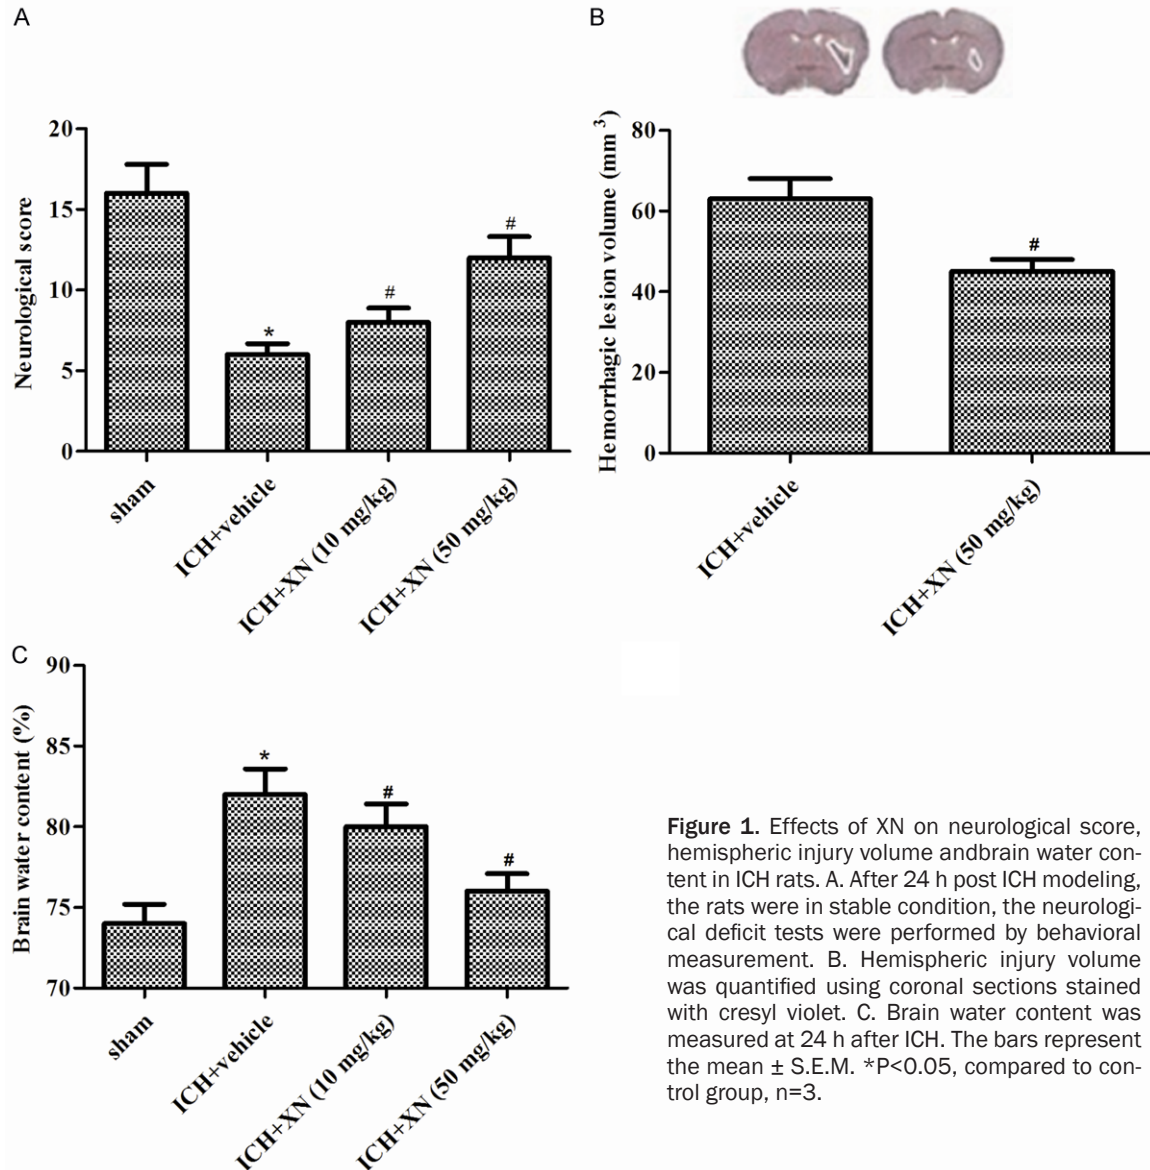 A
20
15
10
5
0
Neurological score
*
#
#
sham
ICH+vehicle
ICH+XN (10 mg/kg)
ICH+XN (50 mg/kg)
B
80
60
40
20
0
Hemorrhagic lesion volume (mm³)
#
ICH+vehicle
ICH+XN (50 mg/kg)
C
90
85
80
75
70
Brain water content (%)
*
#
#
sham
ICH+vehicle
ICH+XN (10 mg/kg)
ICH+XN (50 mg/kg)
Figure 1. Effects of XN on neurological score,
hemispheric injury volume andbrain water con-
tent in ICH rats. A. After 24 h post ICH modeling,
the rats were in stable condition, the neurologi-
cal deficit tests were performed by behavioral
measurement. B. Hemispheric injury volume
was quantified using coronal sections stained
with cresyl violet. C. Brain water content was
measured at 24 h after ICH. The bars represent
the mean ± S.E.M. *P<0.05, compared to con-
trol group, n=3.